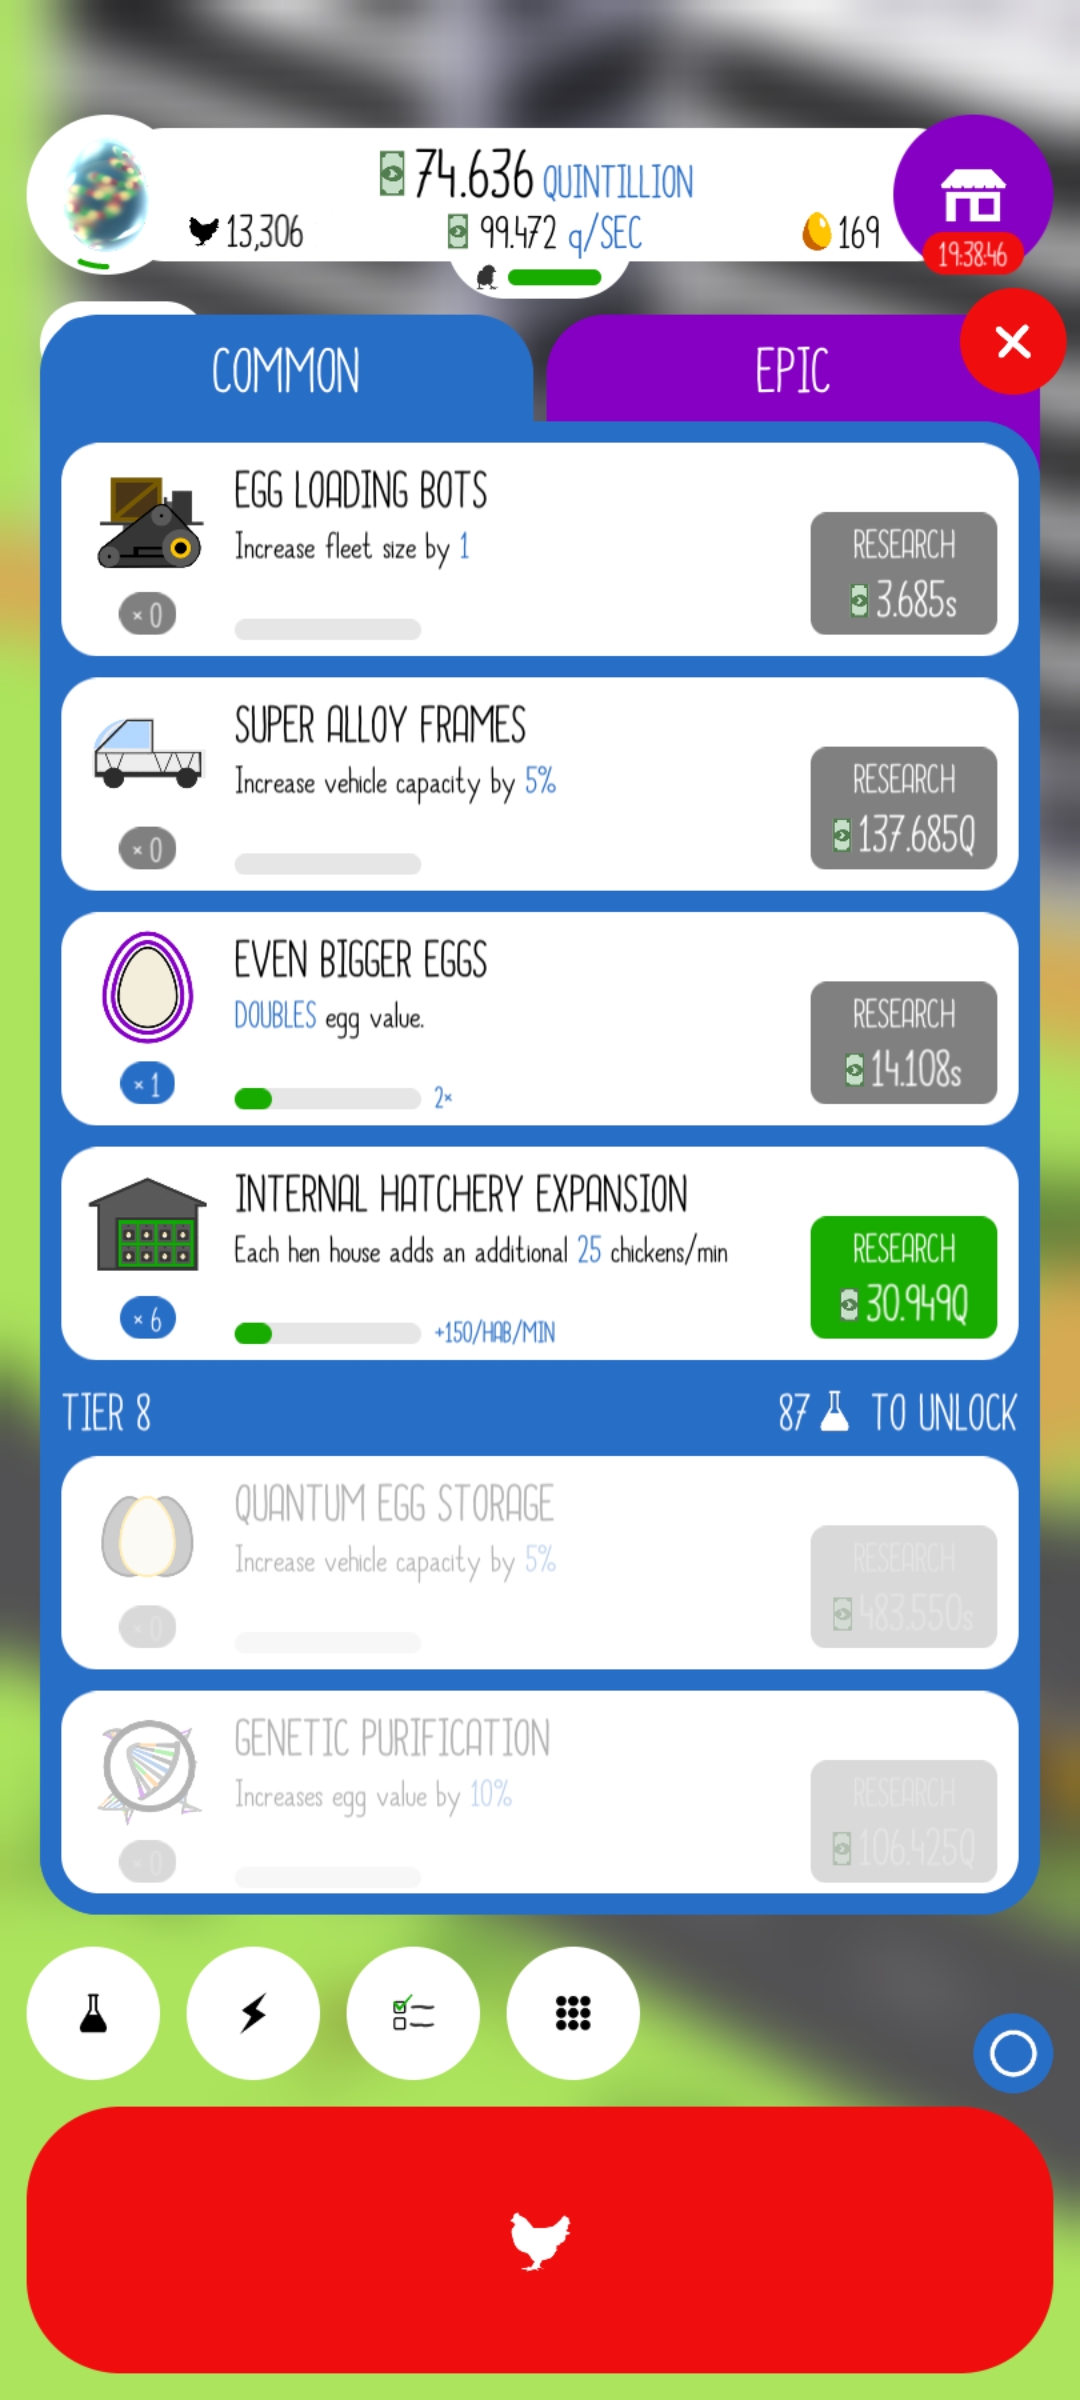 74.636 QUINTILLION
13,306
99.472 q/SEC
169
19:38:46
COMMON
EPIC
EGG LOADING BOTS
Increase fleet size by 1
× 0
RESEARCH
3.685s
SUPER ALLOY FRAMES
Increase vehicle capacity by 5%
× 0
RESEARCH
137.685Q
EVEN BIGGER EGGS
DOUBLES egg value.
× 1
2×
RESEARCH
14.108s
INTERNAL HATCHERY EXPANSION
Each hen house adds an additional 25 chickens/min
× 6
+150/HAB/MIN
RESEARCH
30.949Q
TIER 8
87 TO UNLOCK
QUANTUM EGG STORAGE
Increase vehicle capacity by 5%
× 0
RESEARCH
483.550s
GENETIC PURIFICATION
Increases egg value by 10%
× 0
RESEARCH
106.425Q